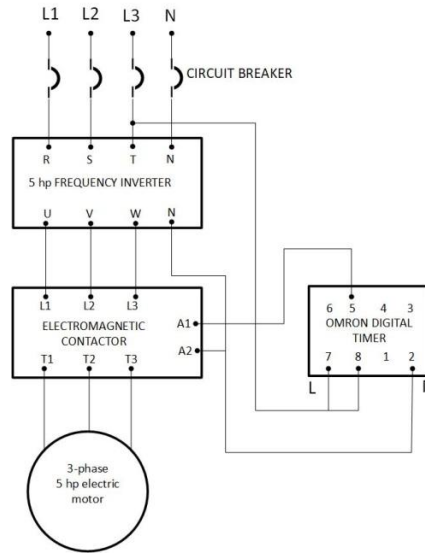 L1 L2 L3 N
CIRCUIT BREAKER
R S T N
5 hp FREQUENCY INVERTER
U V W N
L1 L2 L3
A1
ELECTROMAGNETIC
CONTACTOR
A2
T1 T2 T3
6 5 4 3
OMRON DIGITAL
TIMER
7 8 1 2
L
3-phase
5 hp electric
motor